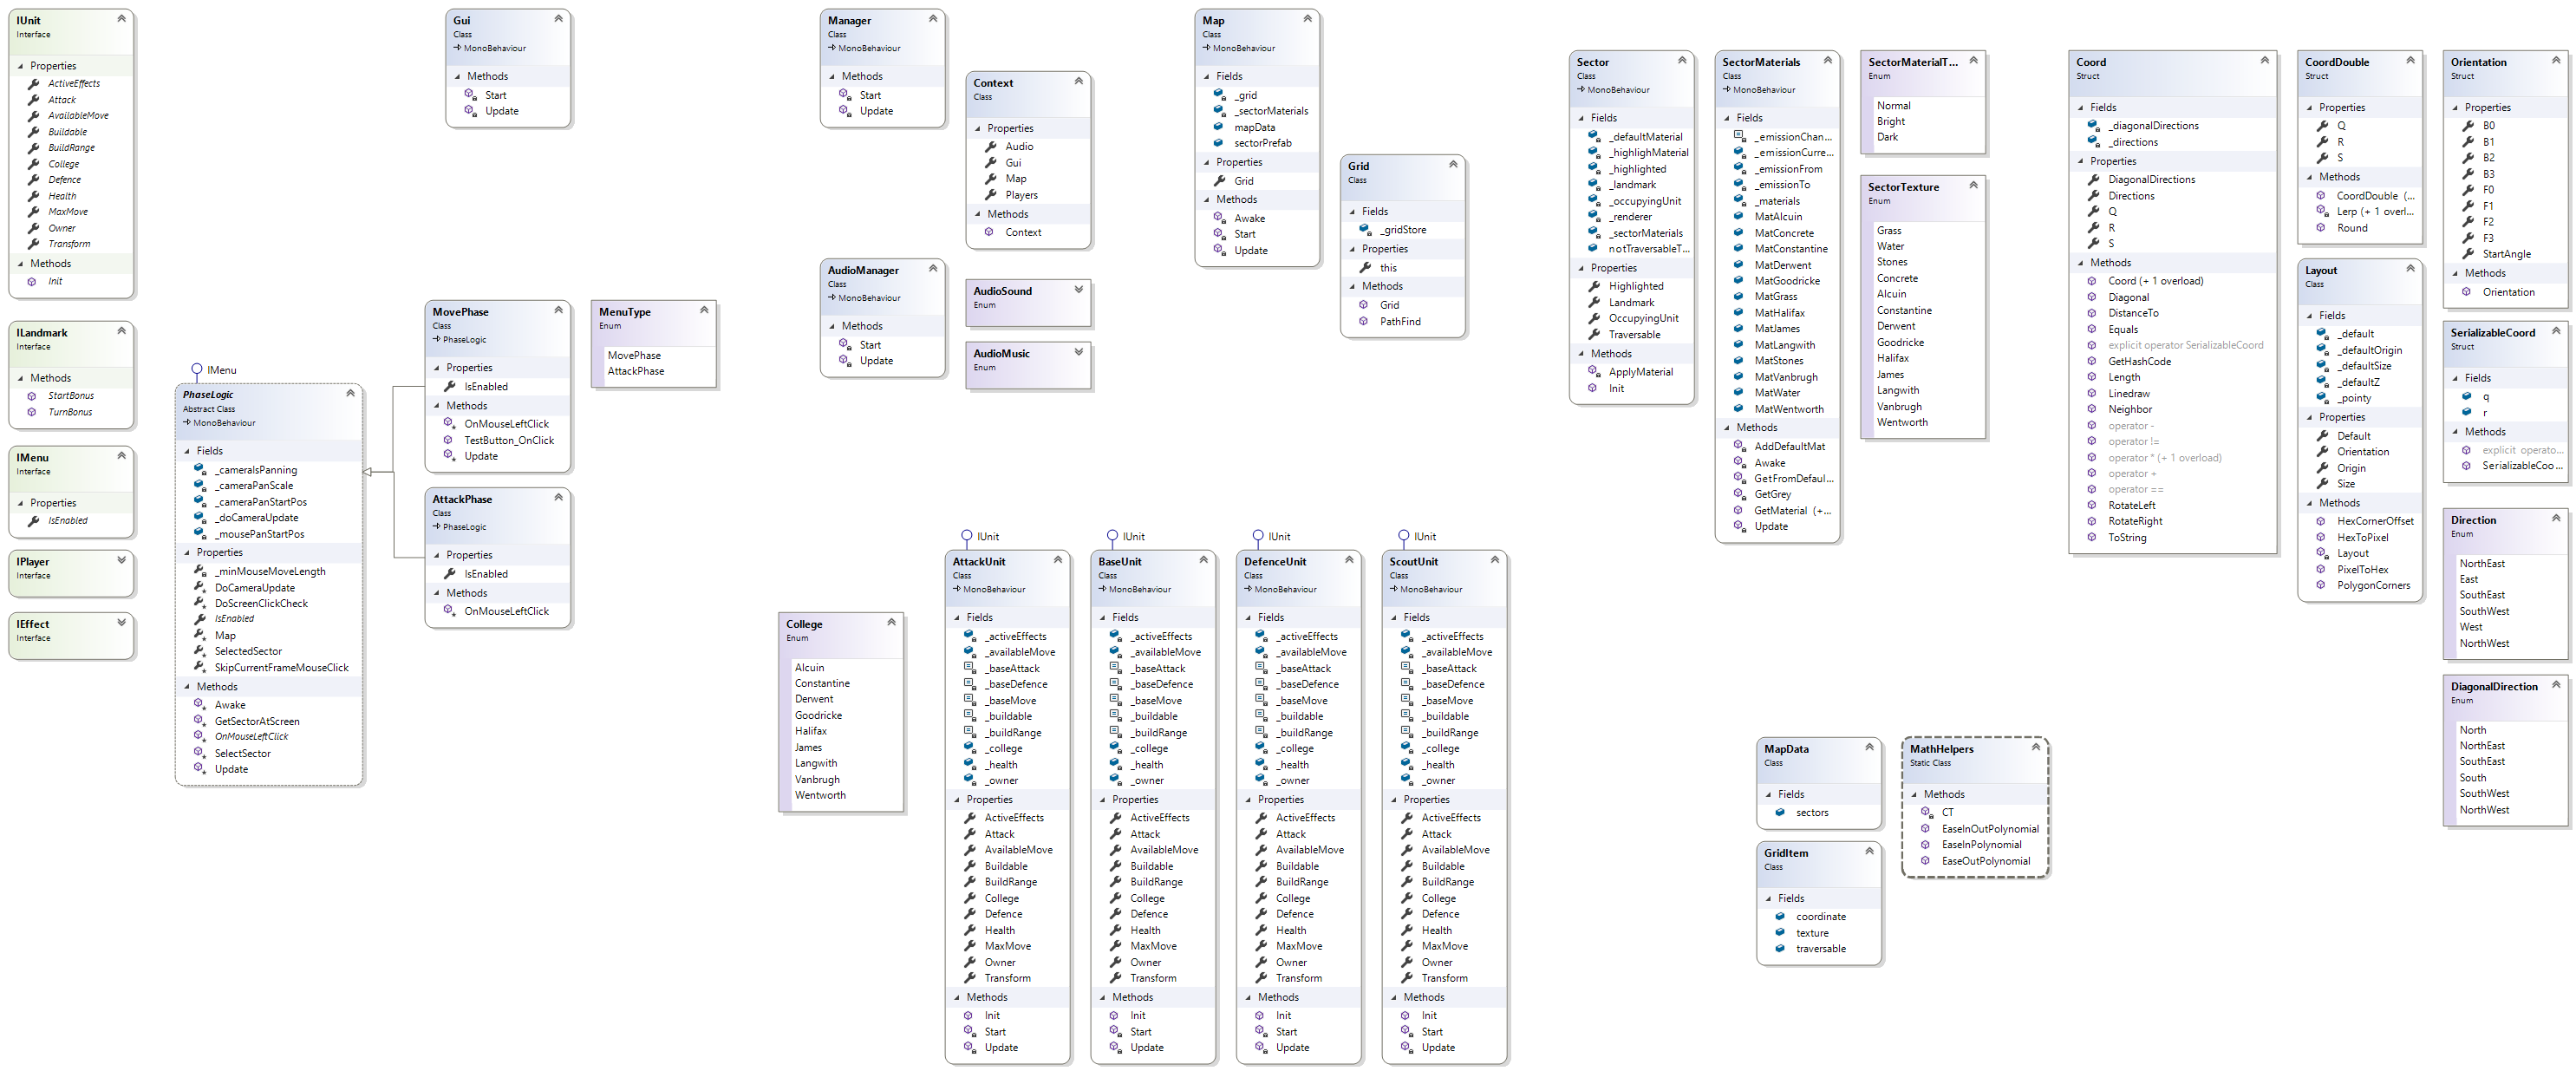 IUnit
Interface
Properties
ActiveEffects
Attack
AvailableMove
Buildable
BuildRange
College
Defence
Health
MaxMove
Owner
Transform
Methods
Init
ILandmark
Interface
Methods
StartBonus
TurnBonus
IMenu
Interface
Properties
IsEnabled
IPlayer
Interface
IEffect
Interface
IMenu
PhaseLogic
Abstract Class
MonoBehaviour
Fields
_cameraIsPanning
_cameraPanScale
_cameraPanStartPos
_doCameraUpdate
_mousePanStartPos
Properties
_minMouseMoveLength
DoCameraUpdate
DoScreenClickCheck
IsEnabled
Map
SelectedSector
SkipCurrentFrameMouseClick
Methods
Awake
GetSectorAtScreen
OnMouseLeftClick
SelectSector
Update
Gui
Class
MonoBehaviour
Methods
Start
Update
MovePhase
Class
PhaseLogic
Properties
IsEnabled
Methods
OnMouseLeftClick
TestButton_OnClick
Update
AttackPhase
Class
PhaseLogic
Properties
IsEnabled
Methods
OnMouseLeftClick
MenuType
Enum
MovePhase
AttackPhase
Manager
Class
MonoBehaviour
Methods
Start
Update
Context
Class
Properties
Audio
Gui
Map
Players
Methods
Context
AudioManager
Class
MonoBehaviour
Methods
Start
Update
AudioSound
Enum
AudioMusic
Enum
College
Enum
Alcuin
Constantine
Derwent
Goodricke
Halifax
James
Langwith
Vanbrugh
Wentworth
Map
Class
MonoBehaviour
Fields
_grid
_sectorMaterials
mapData
sectorPrefab
Properties
Grid
Methods
Awake
Start
Update
Grid
Class
Fields
_gridStore
Properties
this
Methods
Grid
PathFind
IUnit
AttackUnit
Class
MonoBehaviour
Fields
_activeEffects
_availableMove
_baseAttack
_baseDefence
_baseMove
_buildable
_buildRange
_college
_health
_owner
Properties
ActiveEffects
Attack
AvailableMove
Buildable
BuildRange
College
Defence
Health
MaxMove
Owner
Transform
Methods
Init
Start
Update
IUnit
BaseUnit
Class
MonoBehaviour
Fields
_activeEffects
_availableMove
_baseAttack
_baseDefence
_baseMove
_buildable
_buildRange
_college
_health
_owner
Properties
ActiveEffects
Attack
AvailableMove
Buildable
BuildRange
College
Defence
Health
MaxMove
Owner
Transform
Methods
Init
Start
Update
IUnit
DefenceUnit
Class
MonoBehaviour
Fields
_activeEffects
_availableMove
_baseAttack
_baseDefence
_baseMove
_buildable
_buildRange
_college
_health
_owner
Properties
ActiveEffects
Attack
AvailableMove
Buildable
BuildRange
College
Defence
Health
MaxMove
Owner
Transform
Methods
Init
Start
Update
IUnit
ScoutUnit
Class
MonoBehaviour
Fields
_activeEffects
_availableMove
_baseAttack
_baseDefence
_baseMove
_buildable
_buildRange
_college
_health
_owner
Properties
ActiveEffects
Attack
AvailableMove
Buildable
BuildRange
College
Defence
Health
MaxMove
Owner
Transform
Methods
Init
Start
Update
Sector
Class
MonoBehaviour
Fields
_defaultMaterial
_highlighMaterial
_highlighted
_landmark
_occupyingUnit
_renderer
_sectorMaterials
notTraversableT...
Properties
Highlighted
Landmark
OccupyingUnit
Traversable
Methods
ApplyMaterial
Init
SectorMaterials
Class
MonoBehaviour
Fields
_emissionChan...
_emissionCurre...
_emissionFrom
_emissionTo
_materials
MatAlcuin
MatConcrete
MatConstantine
MatDerwent
MatGoodricke
MatGrass
MatHalifax
MatJames
MatLangwith
MatStones
MatVanbrugh
MatWater
MatWentworth
Methods
AddDefaultMat
Awake
GetFromDefaul...
GetGrey
GetMaterial (+...
Update
SectorMaterialT...
Enum
Normal
Bright
Dark
SectorTexture
Enum
Grass
Water
Stones
Concrete
Alcuin
Constantine
Derwent
Goodricke
Halifax
James
Langwith
Vanbrugh
Wentworth
MapData
Class
Fields
sectors
GridItem
Class
Fields
coordinate
texture
traversable
MathHelpers
Static Class
Methods
CT
EaseInOutPolynomial
EaseInPolynomial
EaseOutPolynomial
Coord
Struct
Fields
_diagonalDirections
_directions
Properties
DiagonalDirections
Directions
Q
R
S
Methods
Coord (+ 1 overload)
Diagonal
DistanceTo
Equals
explicit operator SerializableCoord
GetHashCode
Length
Linedraw
Neighbor
operator -
operator !=
operator * (+ 1 overload)
operator +
operator ==
RotateLeft
RotateRight
ToString
CoordDouble
Struct
Properties
Q
R
S
Methods
CoordDouble (...
Lerp (+ 1 overl...
Round
Layout
Class
Fields
_default
_defaultOrigin
_defaultSize
_defaultZ
_pointy
Properties
Default
Orientation
Origin
Size
Methods
HexCornerOffset
HexToPixel
Layout
PixelToHex
PolygonCorners
Orientation
Struct
Properties
B0
B1
B2
B3
F0
F1
F2
F3
StartAngle
Methods
Orientation
SerializableCoord
Struct
Fields
q
r
Methods
explicit operato...
SerializableCoo...
Direction
Enum
NorthEast
East
SouthEast
SouthWest
West
NorthWest
DiagonalDirection
Enum
North
NorthEast
SouthEast
South
SouthWest
NorthWest